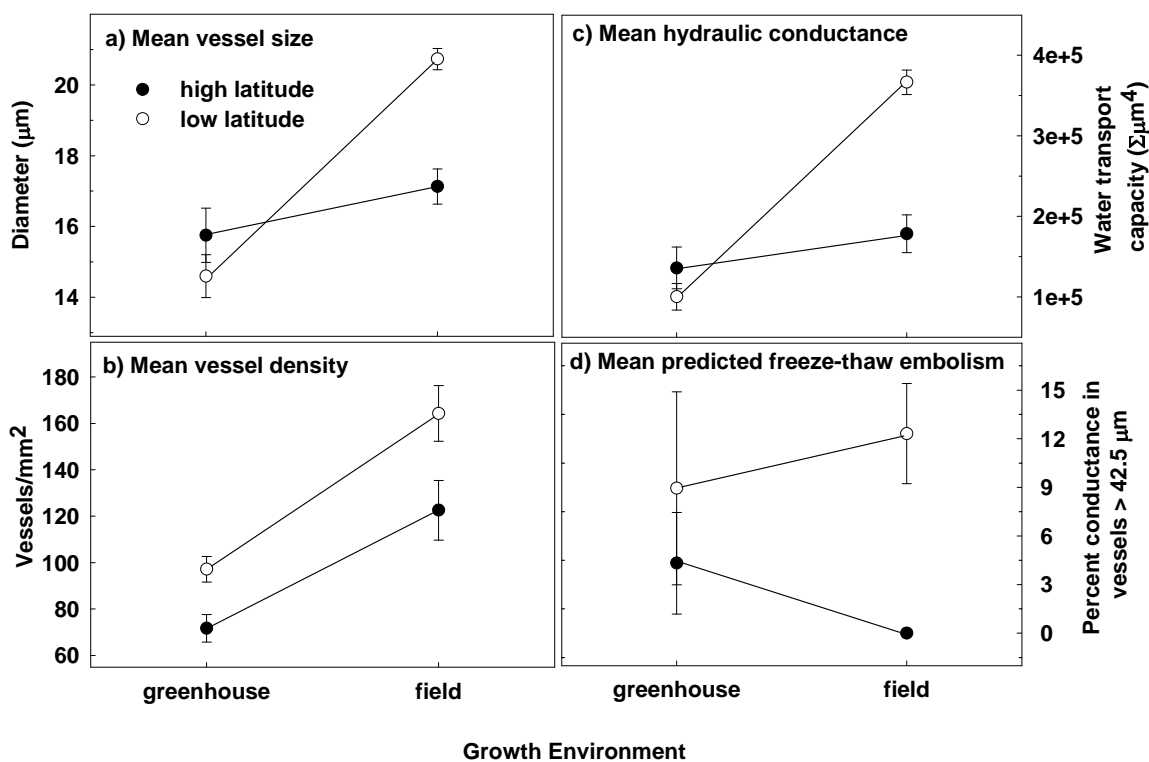 a) Mean vessel size
high latitude
low latitude
Diameter (μm)
20
18
16
14
c) Mean hydraulic conductance
4e+5
3e+5
2e+5
1e+5
Water transport
capacity (Σμm⁴)
b) Mean vessel density
Vessels/mm²
180
160
140
120
100
80
60
d) Mean predicted freeze-thaw embolism
15
12
9
6
3
0
Percent conductance in
vessels > 42.5 μm
greenhouse
field
greenhouse
field
Growth Environment